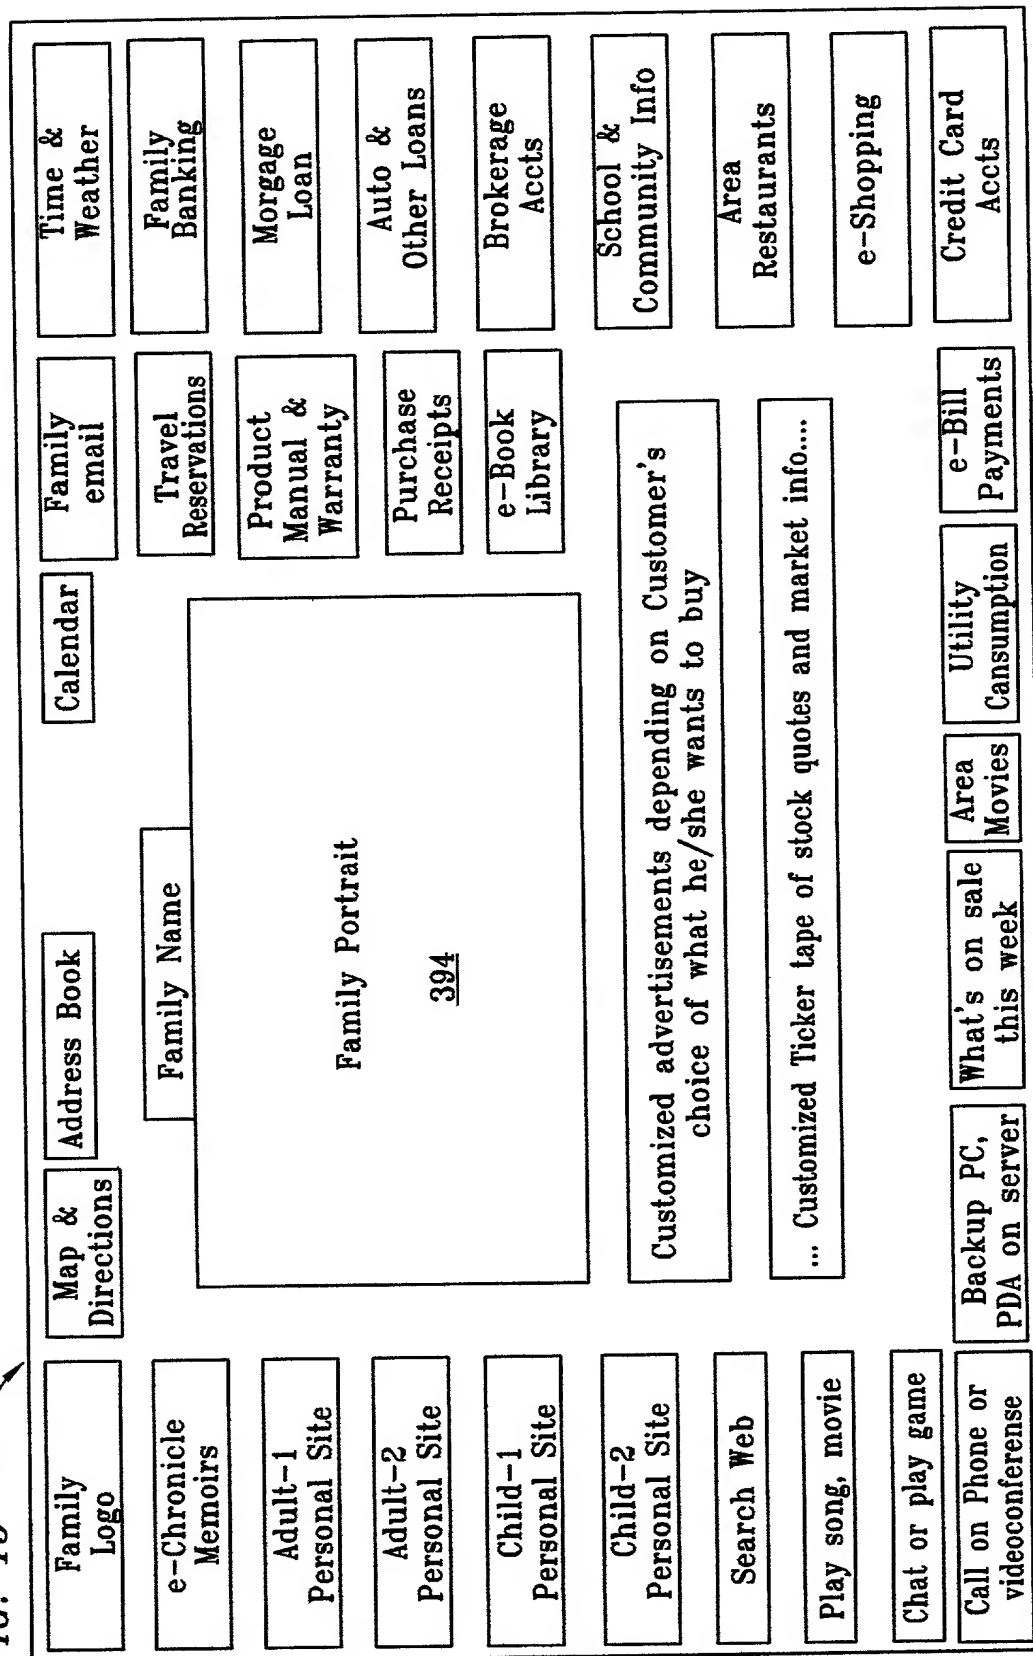 Family
Logo
Map &
Directions
Address Book
Calendar
Family
email
Time &
Weather
e-Chronicle
Memoirs
Family Name
Travel
Reservations
Family
Banking
Adult-1
Personal Site
Family Portrait
394
Product
Manual &
Warranty
Morgage
Loan
Adult-2
Personal Site
Purchase
Receipts
Auto &
Other Loans
Child-1
Personal Site
e-Book
Library
Brokerage
Accts
Child-2
Personal Site
Customized advertisements depending on Customer's
choice of what he/she wants to buy
School &
Community Info
Search Web
Area
Restaurants
Play song, movie
... Customized Ticker tape of stock quotes and market info....
e-Shopping
Chat or play game
Call on Phone or
videoconference
Backup PC,
PDA on server
What's on sale
this week
Area
Movies
Utility
Cansumption
e-Bill
Payments
Credit Card
Accts